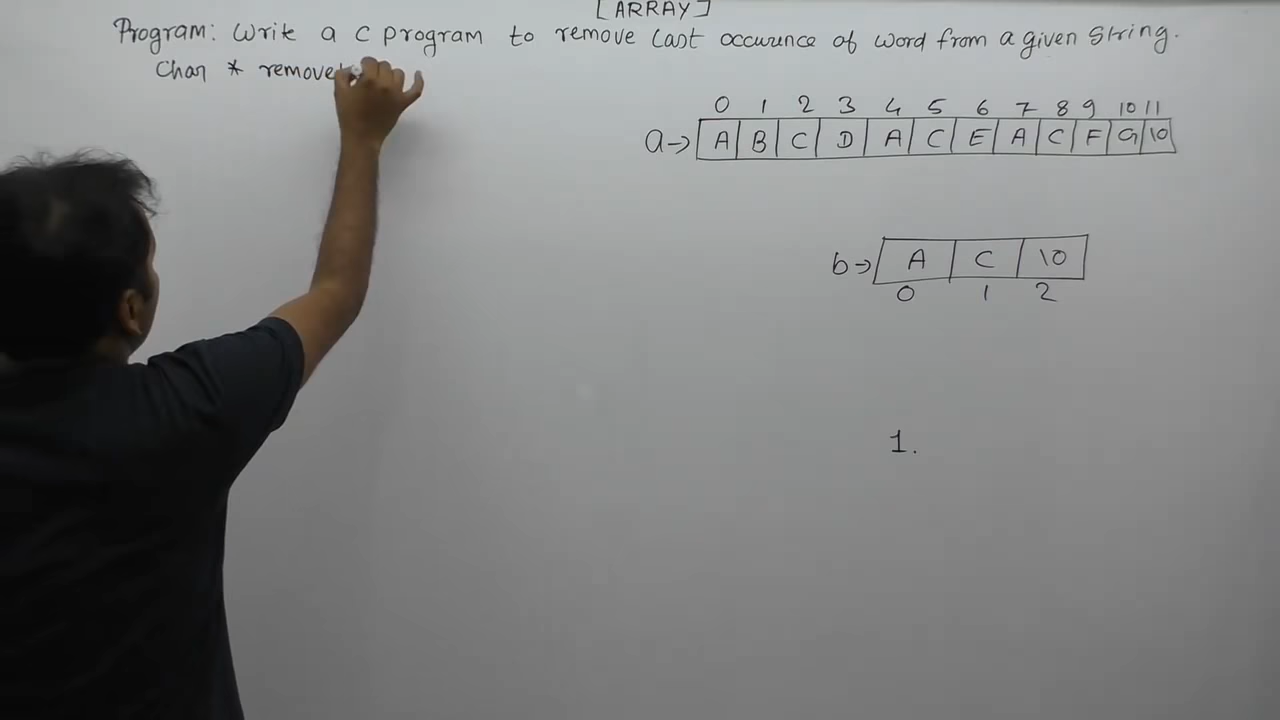 [ARRAY]
Program: Write a C program to remove last occurence of word from a given string.
Char * remove
0 1 2 3 4 5 6 7 8 9 10 11
a→ A B C D A C E A C F G \0
b→ A C \0
0 1 2
1.